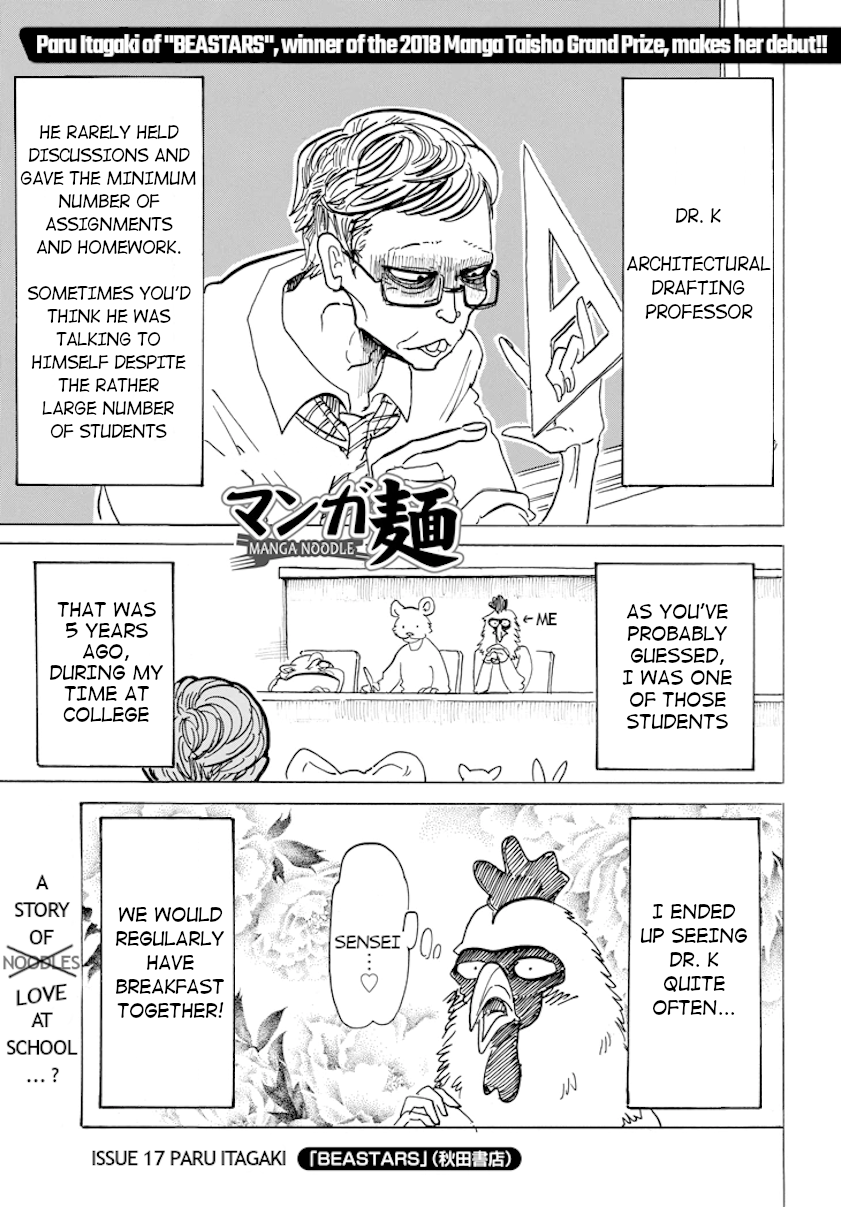 Paru Itagaki of "BEASTARS", winner of the 2018 Manga Taisho Grand Prize, makes her debut!!
DR. K
ARCHITECTURAL
DRAFTING
PROFESSOR
HE RARELY HELD
DISCUSSIONS AND
GAVE THE MINIMUM
NUMBER OF
ASSIGNMENTS
AND HOMEWORK.
SOMETIMES YOU'D
THINK HE WAS
TALKING TO
HIMSELF DESPITE
THE RATHER
LARGE NUMBER
OF STUDENTS
マンガ麺
MANGA NOODLE
AS YOU'VE
PROBABLY
GUESSED,
I WAS ONE
OF THOSE
STUDENTS
←ME
THAT WAS
5 YEARS
AGO,
DURING MY
TIME AT
COLLEGE
I ENDED
UP SEEING
DR. K
QUITE
OFTEN...
SENSEI
......
♡
WE WOULD
REGULARLY
HAVE
BREAKFAST
TOGETHER!
A
STORY
OF
NOODLES
LOVE
AT
SCHOOL
... ?
ISSUE 17 PARU ITAGAKI 「BEASTARS」(秋田書店)